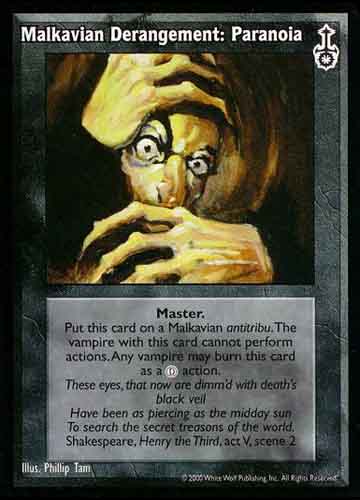 Malkavian Derangement: Paranoia
Master.
Put this card on a Malkavian antitribu. The
vampire with this card cannot perform
actions. Any vampire may burn this card
as a Ⓓ action.
These eyes, that now are dimm'd with death's
black veil
Have been as piercing as the midday sun
To search the secret treasons of the world.
Shakespeare, Henry the Third, act V, scene 2
Illus. Phillip Tam
© 2000 White Wolf Publishing, Inc. All Rights Reserved.